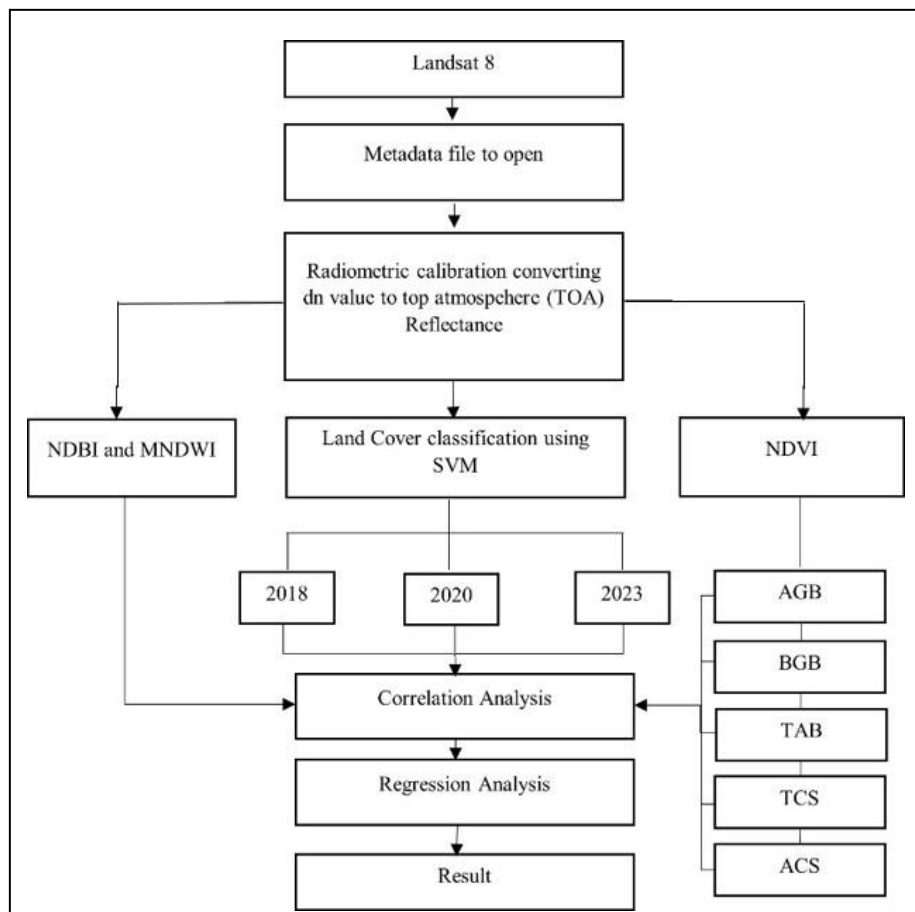 Landsat 8
Metadata file to open
Radiometric calibration converting
dn value to top atmospehere (TOA)
Reflectance
NDBI and MNDWI
Land Cover classification using
SVM
NDVI
2018
2020
2023
AGB
BGB
TAB
TCS
ACS
Correlation Analysis
Regression Analysis
Result